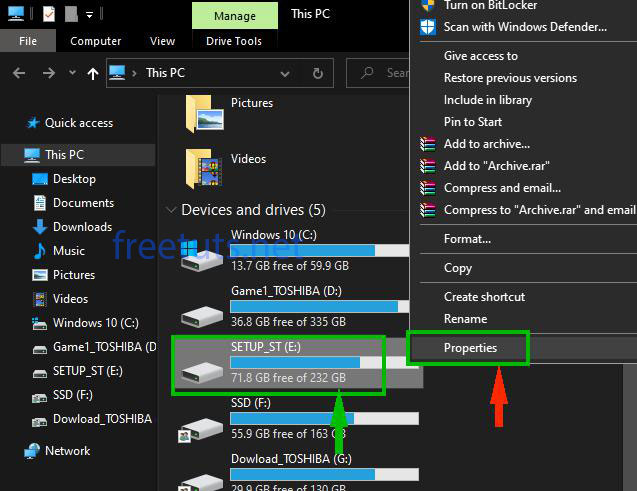 Manage
This PC
File
Computer
View
Drive Tools
This PC
Sear
Quick access
This PC
Desktop
Documents
Downloads
Music
Pictures
Videos
Windows 10 (C:)
Game1_TOSHIBA (D
SETUP_ST (E:)
SSD (F:)
Dowload_TOSHIBA
Network
Pictures
Videos
Devices and drives (5)
Windows 10 (C:)
13.7 GB free of 59.9 GB
Game1_TOSHIBA (D:)
36.8 GB free of 335 GB
SETUP_ST (E:)
71.8 GB free of 232 GB
SSD (F:)
55.9 GB free of 163 GB
Dowload_TOSHIBA (G:)
29.9 GB free of 340 GB
freetuts.net
Turn on BitLocker
Scan with Windows Defender...
Give access to
Restore previous versions
Include in library
Pin to Start
Add to archive...
Add to "Archive.rar"
Compress and email...
Compress to "Archive.rar" and email
Format...
Copy
Create shortcut
Rename
Properties